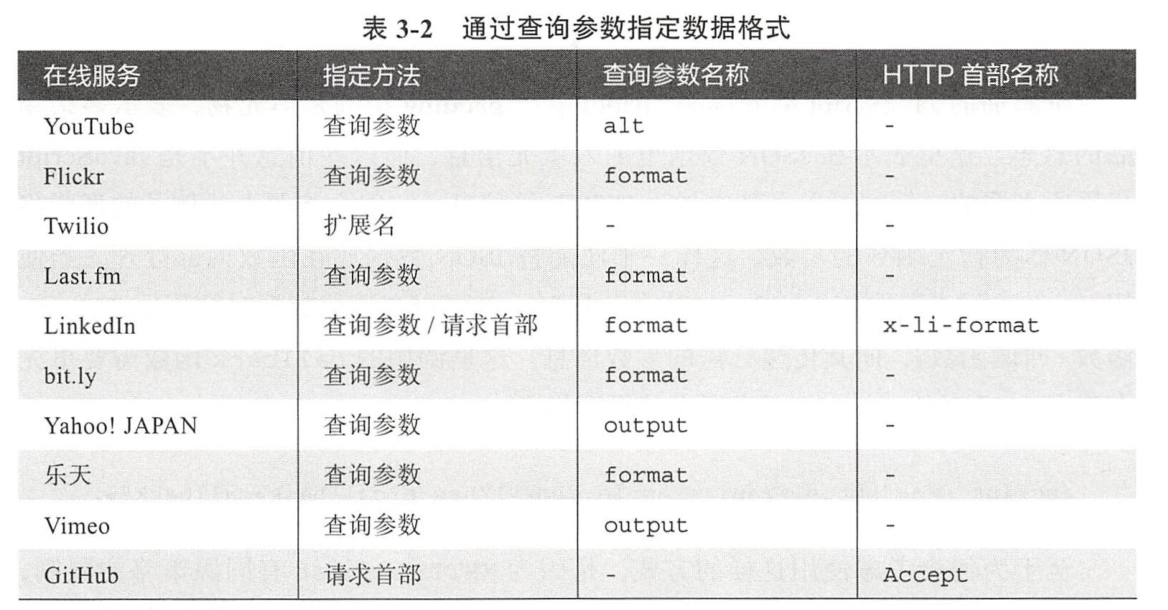 表 3-2 通过查询参数指定数据格式
在线服务 指定方法 查询参数名称 HTTP 首部名称
YouTube 查询参数 alt -
Flickr 查询参数 format -
Twilio 扩展名 - -
Last.fm 查询参数 format -
LinkedIn 查询参数 / 请求首部 format x-li-format
bit.ly 查询参数 format -
Yahoo! JAPAN 查询参数 output -
乐天 查询参数 format -
Vimeo 查询参数 output -
GitHub 请求首部 - Accept